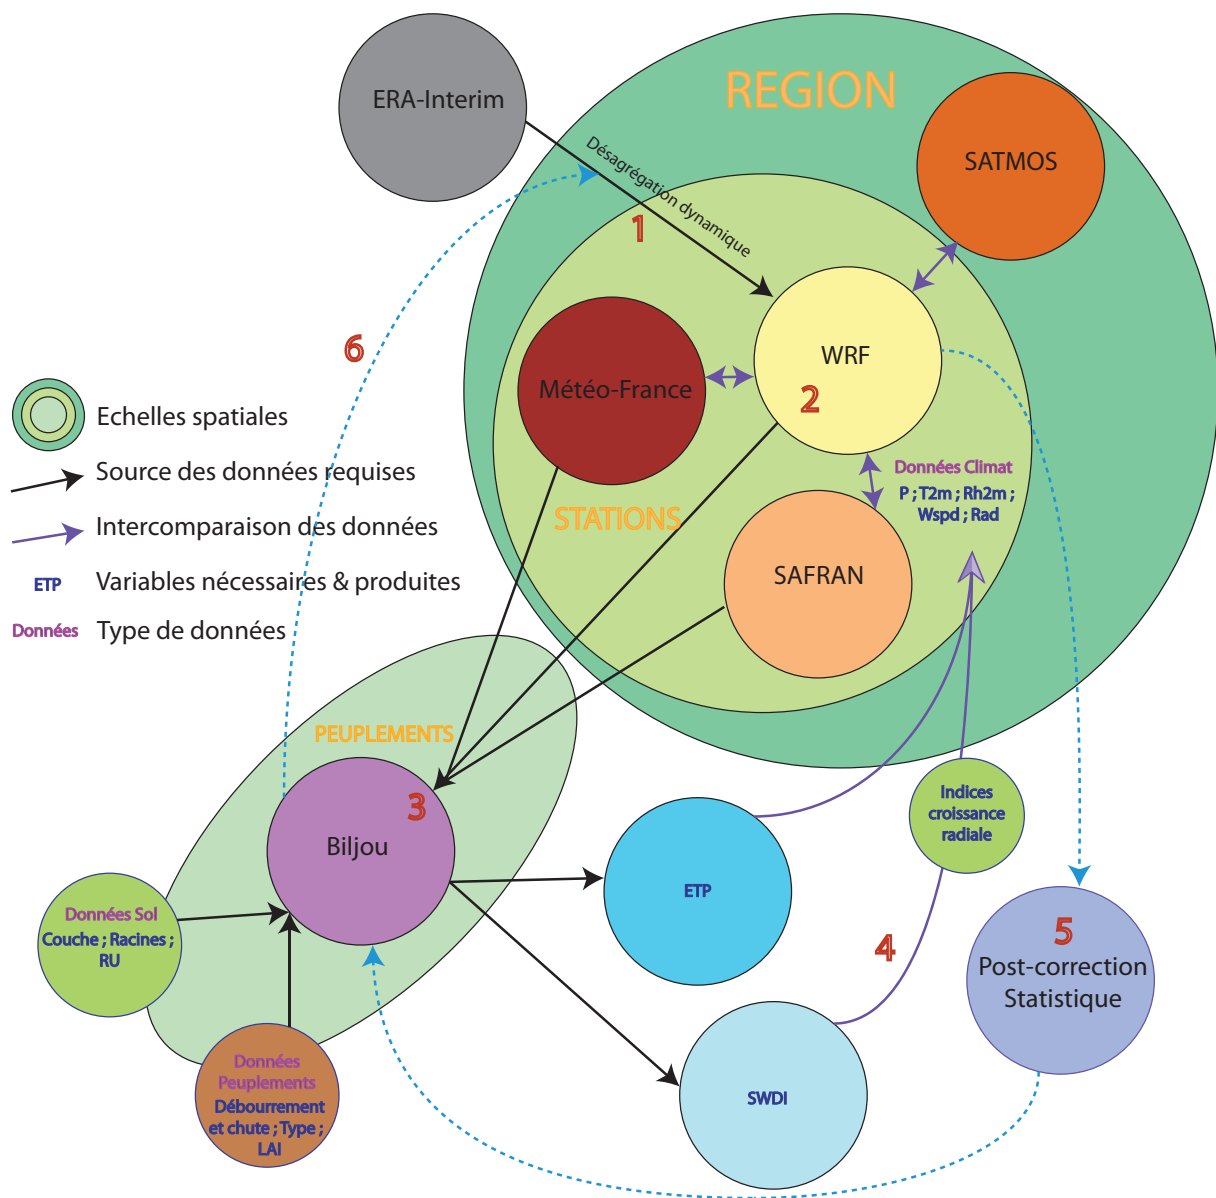 ERA-Interim
REGION
SATMOS
Désagrégation dynamique
1
6
WRF
2
Météo-France
Données Climat
P ; T2m ; Rh2m ;
Wspd ; Rad
STATIONS
SAFRAN
Echelles spatiales
Source des données requises
Intercomparaison des données
ETP
Variables nécessaires & produites
Données
Type de données
PEUPLEMENTS
3
Biljou
Indices
croissance
radiale
ETP
Données Sol
Couche ; Racines ;
RU
4
5
Post-correction
Statistique
Données
Peuplements
Débourrement
et chute ; Type ;
LAI
SWDI